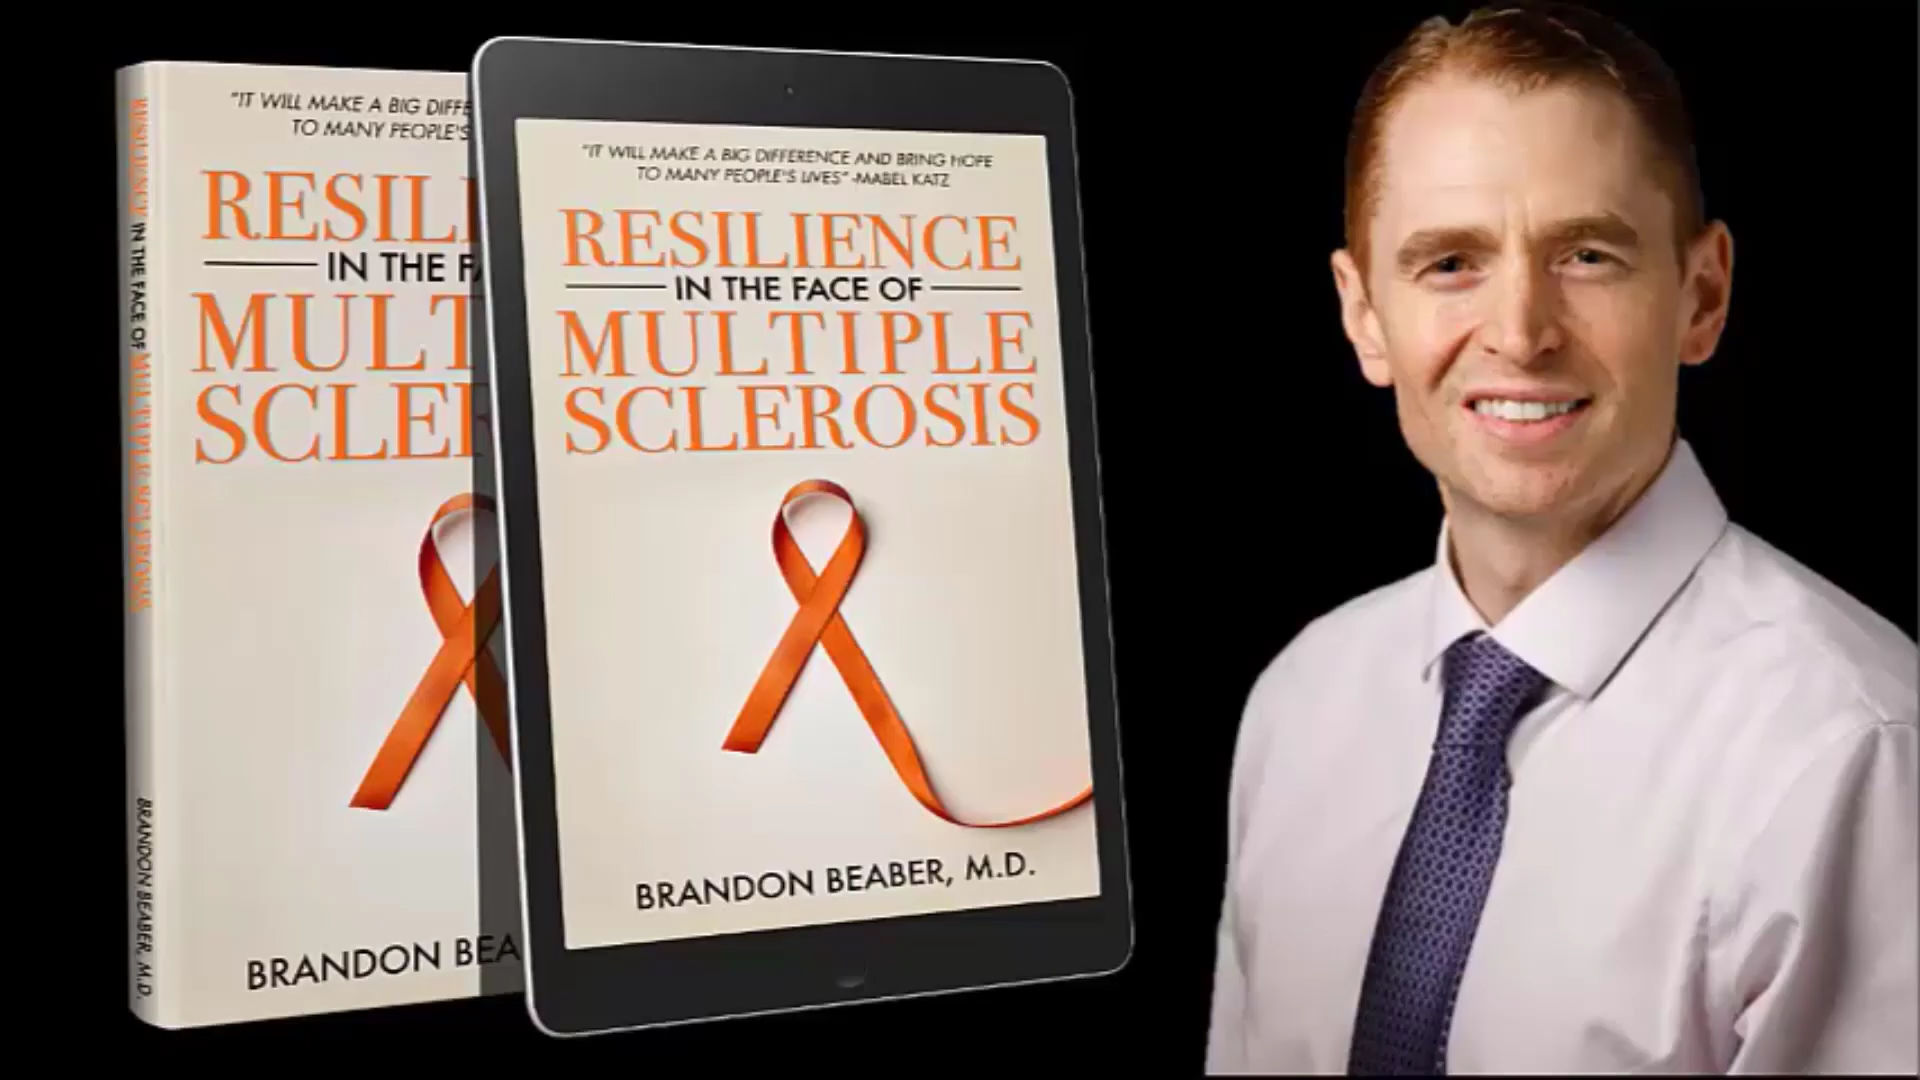 RESILIENCE IN THE FACE OF MULTIPLE SCLEROSIS
BRANDON BEABER, M.D.
"IT WILL MAKE A BIG DIFFE
TO MANY PEOPLE'S
RESILI
IN THE FA
MULT
SCLER
BRANDON BEA
"IT WILL MAKE A BIG DIFFERENCE AND BRING HOPE
TO MANY PEOPLE'S LIVES" -MABEL KATZ
RESILIENCE
IN THE FACE OF
MULTIPLE
SCLEROSIS
BRANDON BEABER, M.D.